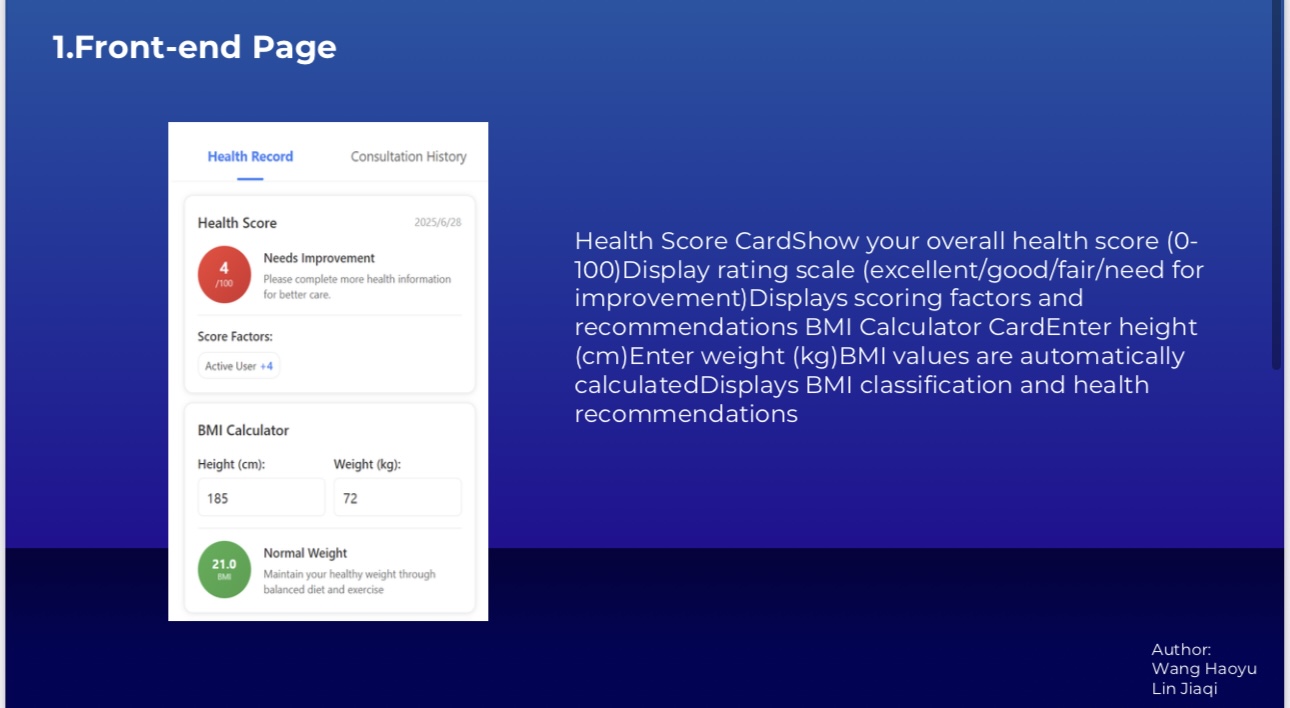 1.Front-end Page
Health Record
Consultation History
Health Score
2025/6/28
4
/100
Needs Improvement
Please complete more health information
for better care.
Score Factors:
Active User +4
BMI Calculator
Height (cm):
Weight (kg):
185
72
21.0
BMI
Normal Weight
Maintain your healthy weight through
balanced diet and exercise
Health Score CardShow your overall health score (0-
100)Display rating scale (excellent/good/fair/need for
improvement)Displays scoring factors and
recommendations BMI Calculator CardEnter height
(cm)Enter weight (kg)BMI values are automatically
calculatedDisplays BMI classification and health
recommendations
Author:
Wang Haoyu
Lin Jiaqi